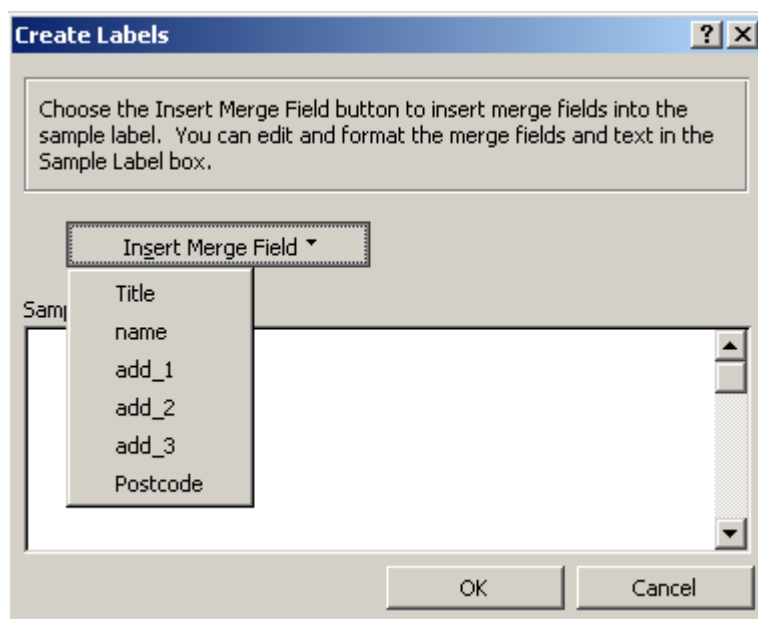 Create Labels
Choose the Insert Merge Field button to insert merge fields into the
sample label. You can edit and format the merge fields and text in the
Sample Label box.
Insert Merge Field
Title
name
add_1
add_2
add_3
Postcode
OK
Cancel